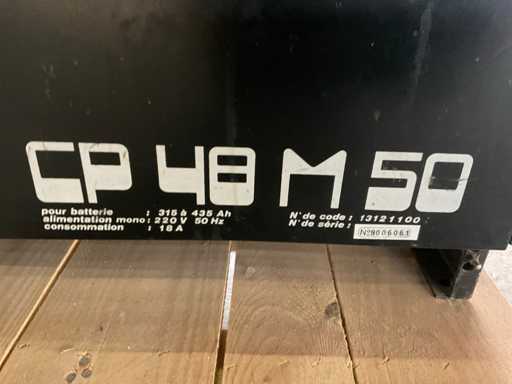 CP 48 M 50
pour batterie : 315 à 435 Ah
alimentation mono : 220 V 50 Hz
consommation : 18 A
N° de code : 13121100
N° de série : N°9006061